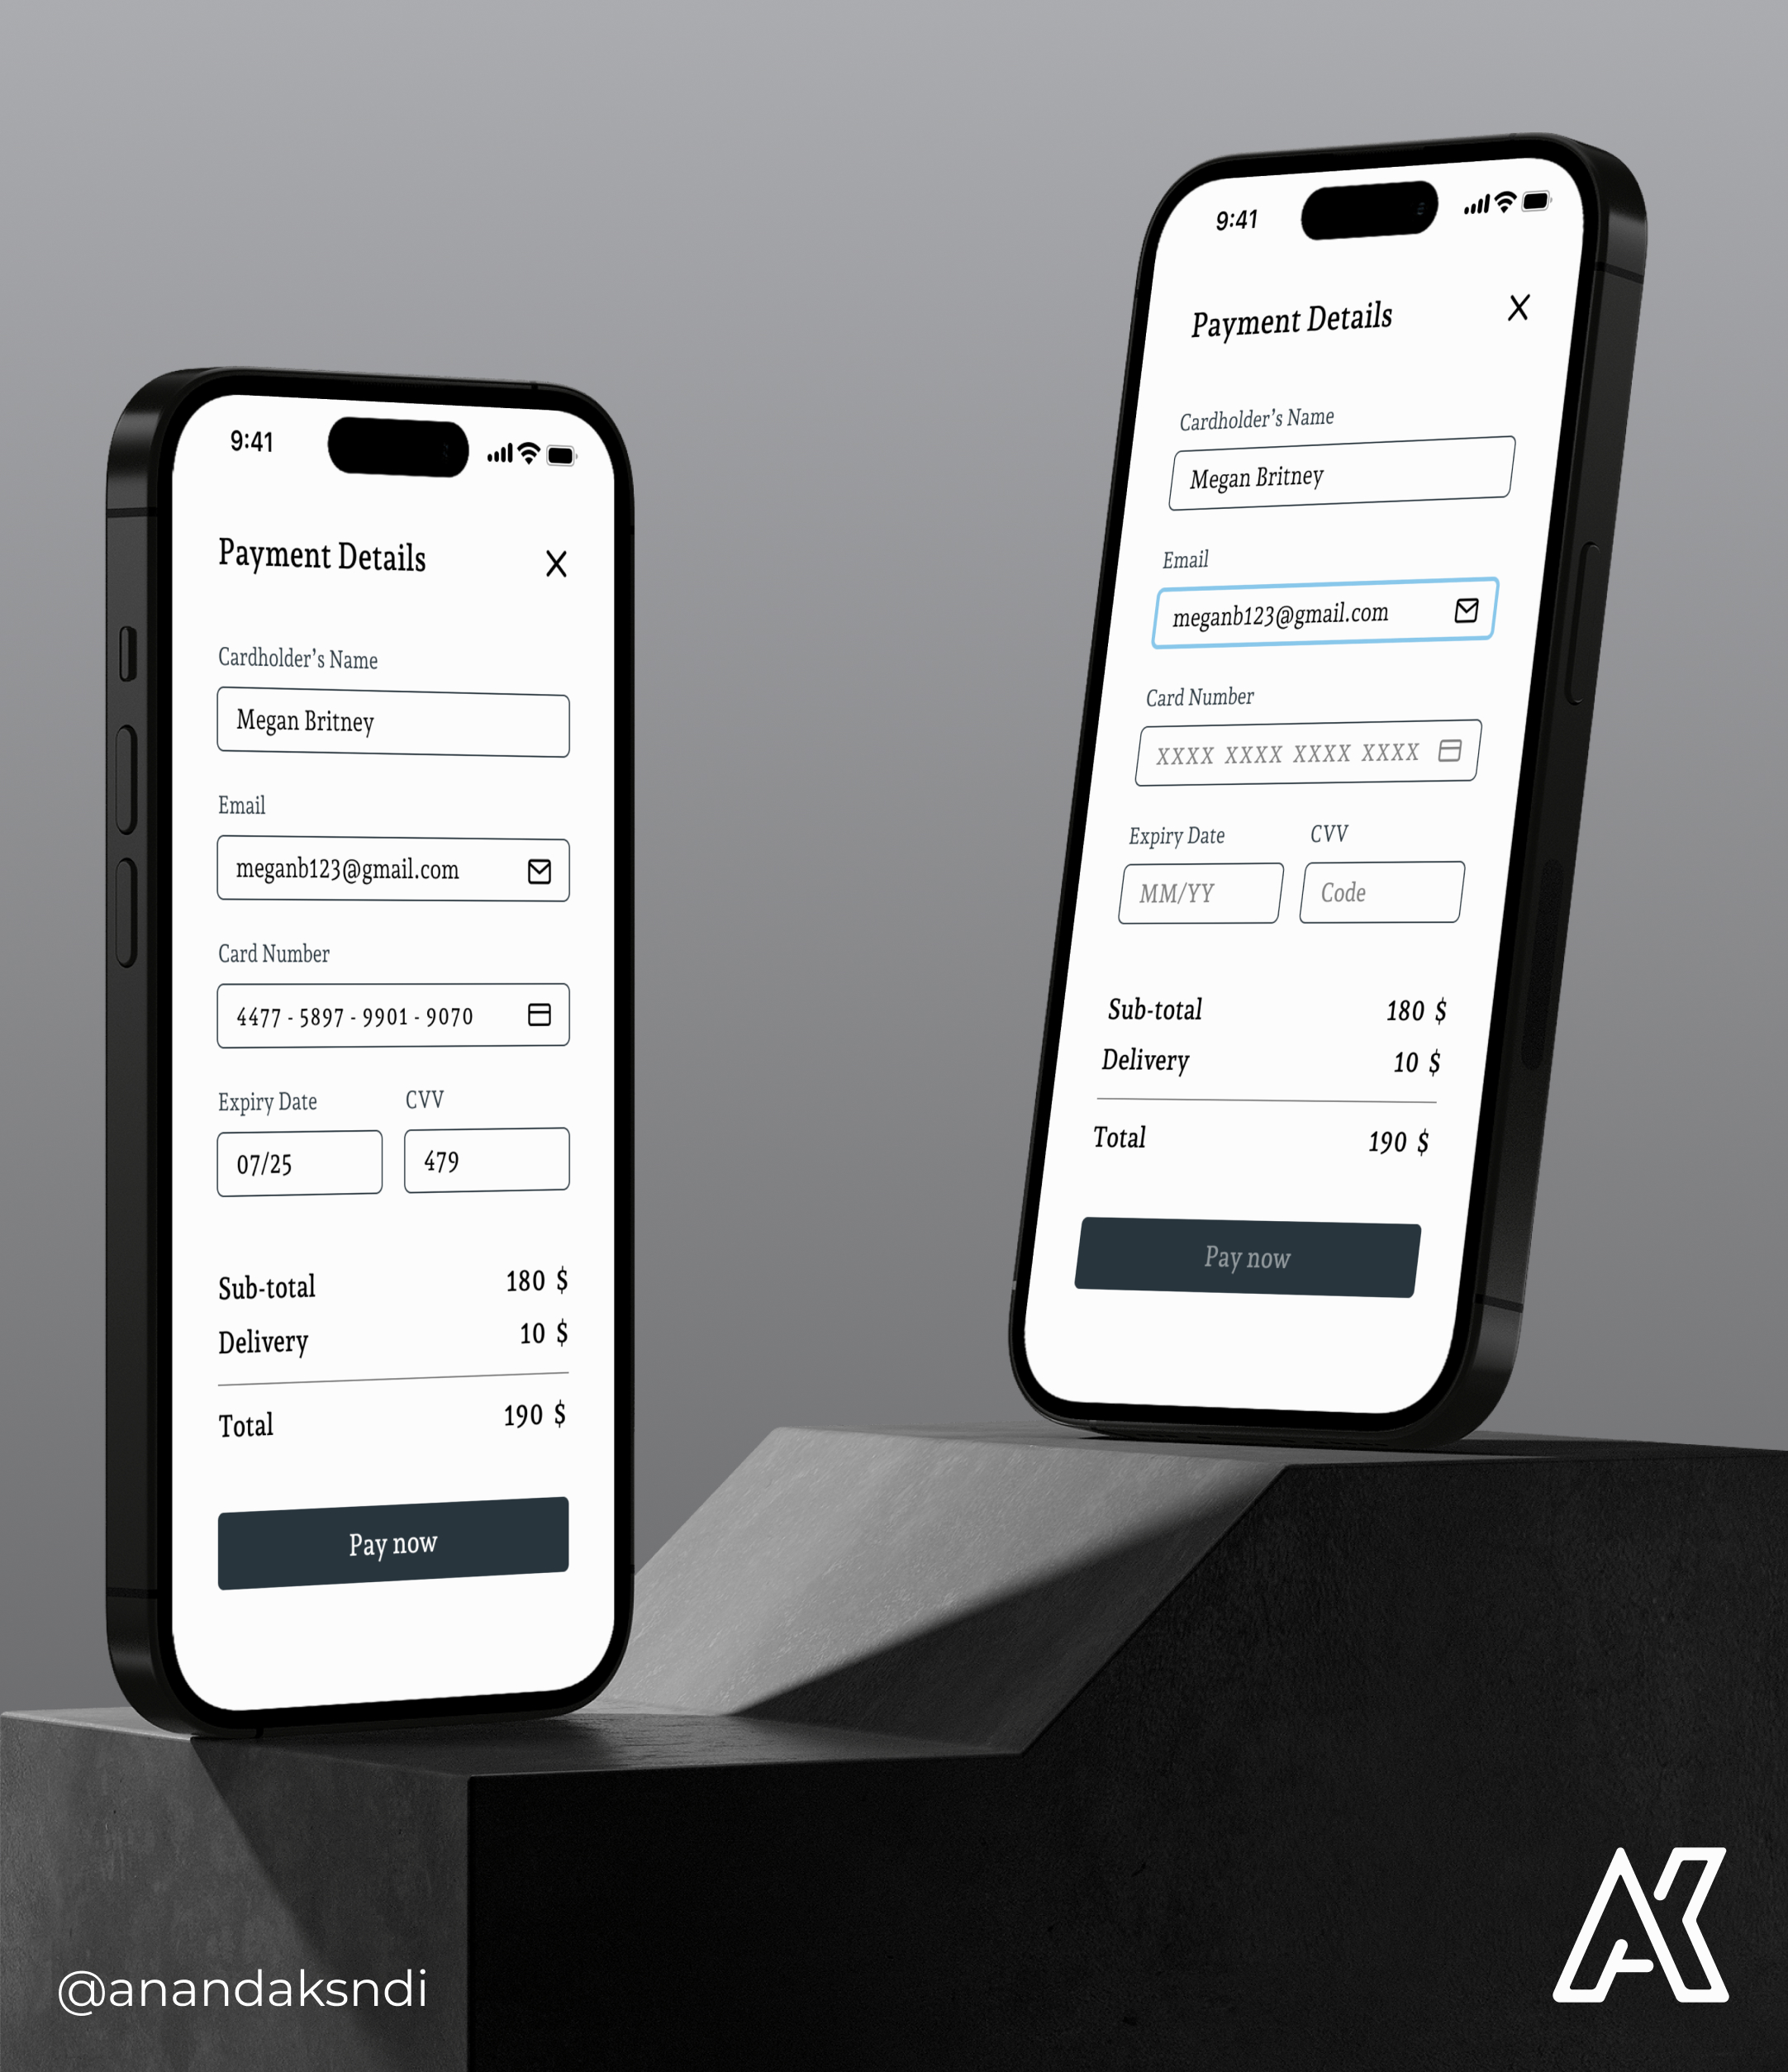 9:41
Payment Details X
Cardholder’s Name
Megan Britney
Email
meganb123@gmail.com
Card Number
4477 - 5897 - 9901 - 9070
Expiry Date CVV
07/25 479
Sub-total 180 $
Delivery 10 $
Total 190 $
Pay now
9:41
Payment Details X
Cardholder’s Name
Megan Britney
Email
meganb123@gmail.com
Card Number
XXXX XXXX XXXX XXXX
Expiry Date CVV
MM/YY Code
Sub-total 180 $
Delivery 10 $
Total 190 $
Pay now
@anandaksndi
AK